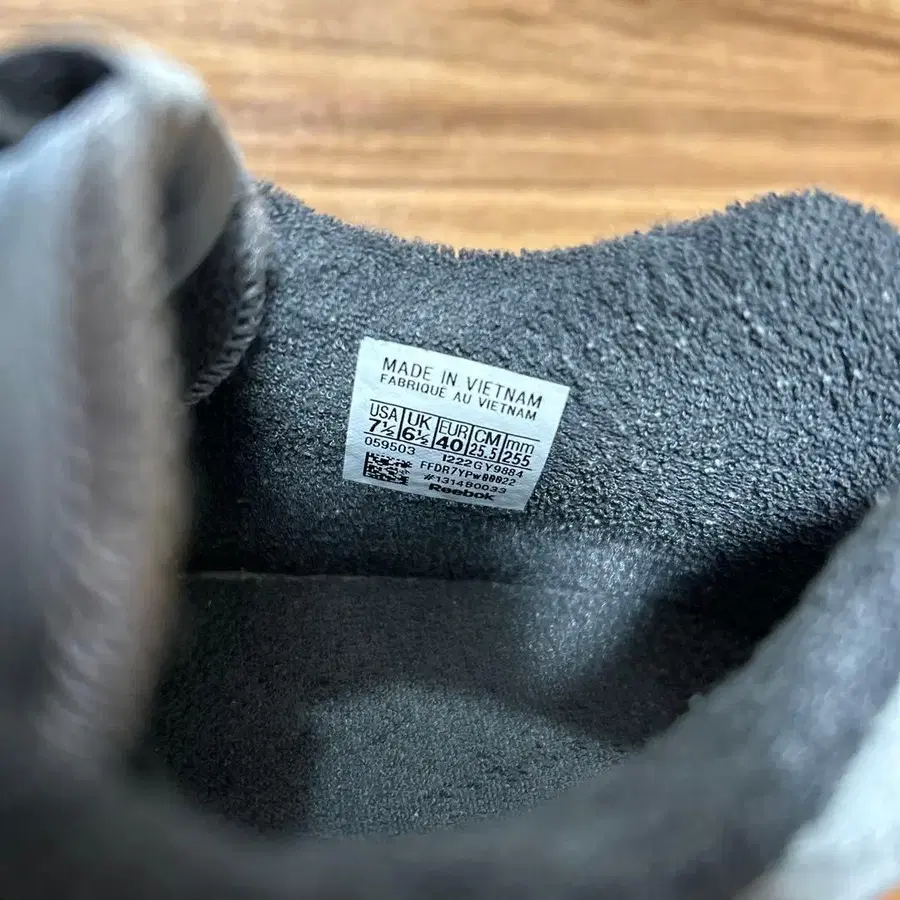 MADE IN VIETNAM
FABRIQUE AU VIETNAM
USA UK EUR CM mm
7½ 6½ 40 25.5 255
059503 I222GY9884
FFDR7YPW00022
#131480033
Reebok